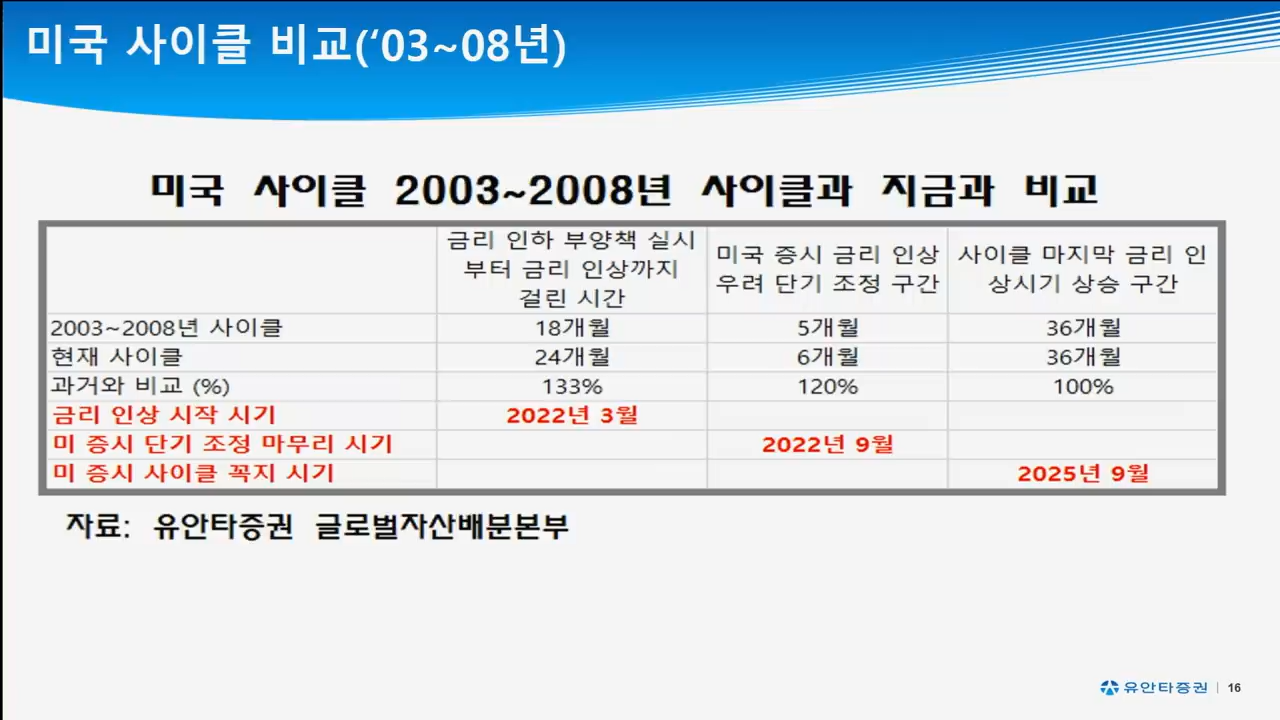 미국 사이클 비교(‘03~08년)
미국 사이클 2003~2008년 사이클과 지금과 비교
금리 인하 부양책 실시
부터 금리 인상까지
걸린 시간
미국 증시 금리 인상
우려 단기 조정 구간
사이클 마지막 금리 인
상시기 상승 구간
2003~2008년 사이클 18개월 5개월 36개월
현재 사이클 24개월 6개월 36개월
과거와 비교 (%) 133% 120% 100%
금리 인상 시작 시기 2022년 3월
미 증시 단기 조정 마무리 시기 2022년 9월
미 증시 사이클 꼭지 시기 2025년 9월
자료: 유안타증권 글로벌자산배분본부
유안타증권 | 16